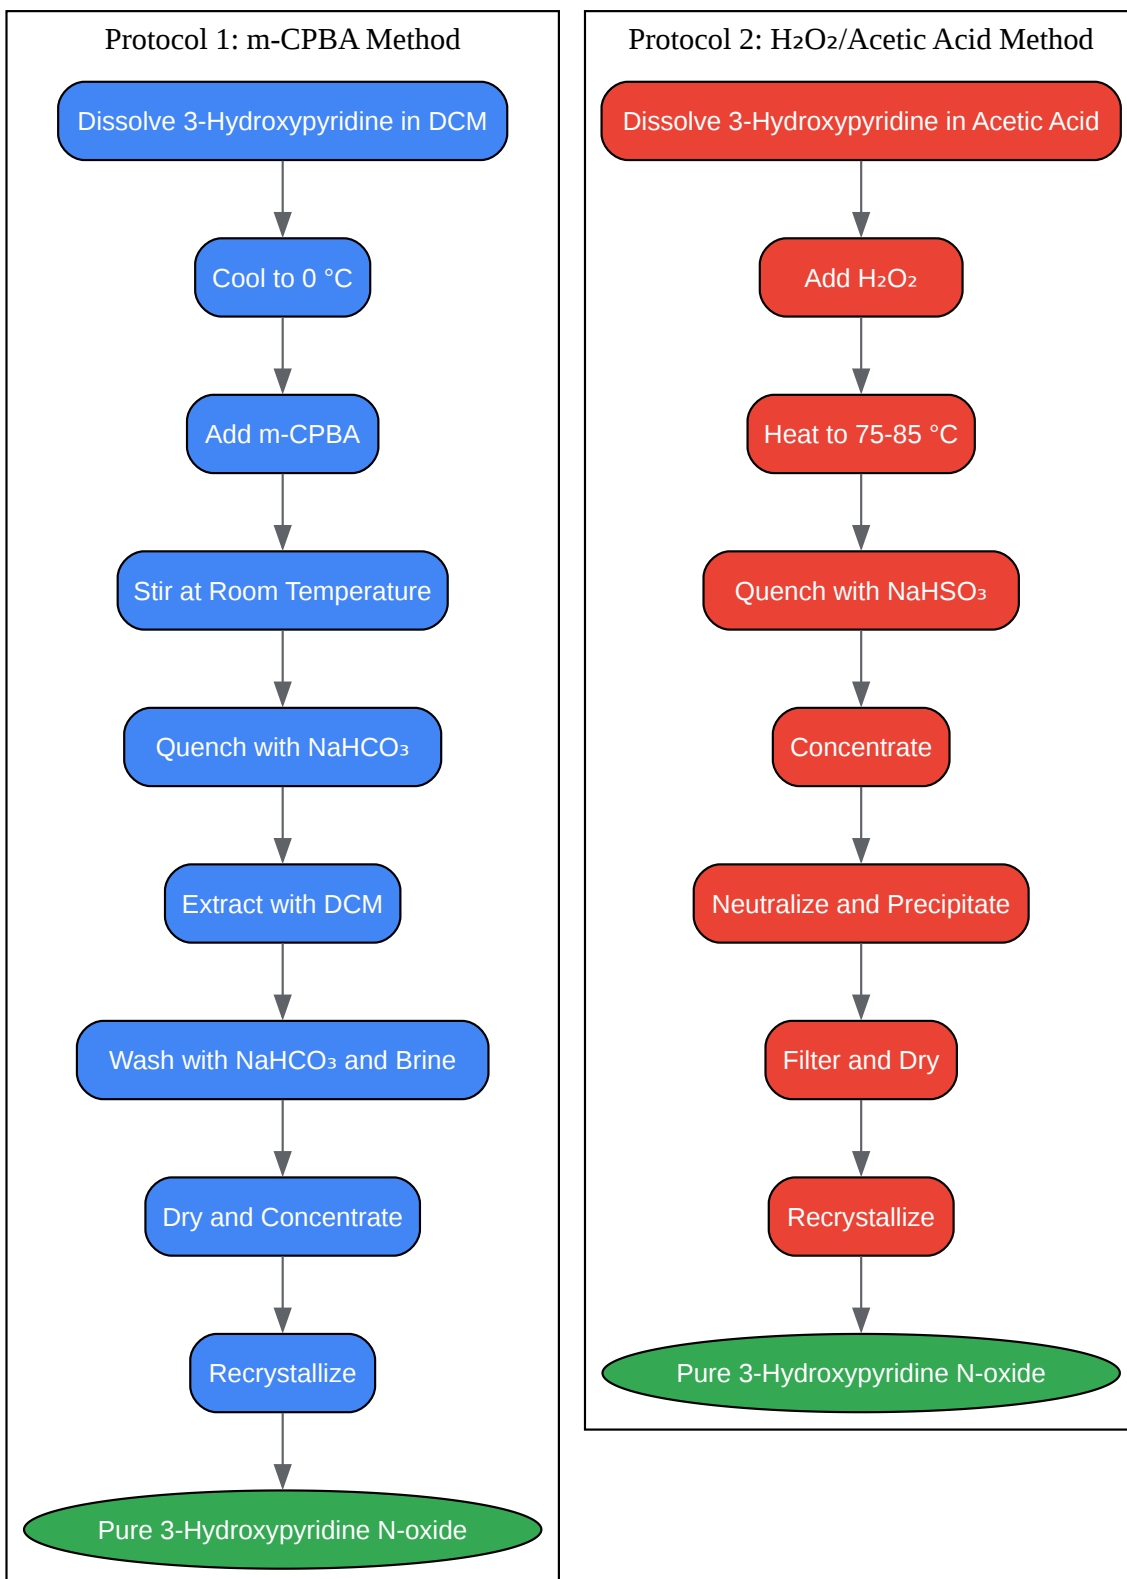 Protocol 1: m-CPBA Method
Dissolve 3-Hydroxypyridine in DCM
Cool to 0 °C
Add m-CPBA
Stir at Room Temperature
Quench with NaHCO₃
Extract with DCM
Wash with NaHCO₃ and Brine
Dry and Concentrate
Recrystallize
Pure 3-Hydroxypyridine N-oxide
Protocol 2: H₂O₂/Acetic Acid Method
Dissolve 3-Hydroxypyridine in Acetic Acid
Add H₂O₂
Heat to 75-85 °C
Quench with NaHSO₃
Concentrate
Neutralize and Precipitate
Filter and Dry
Recrystallize
Pure 3-Hydroxypyridine N-oxide